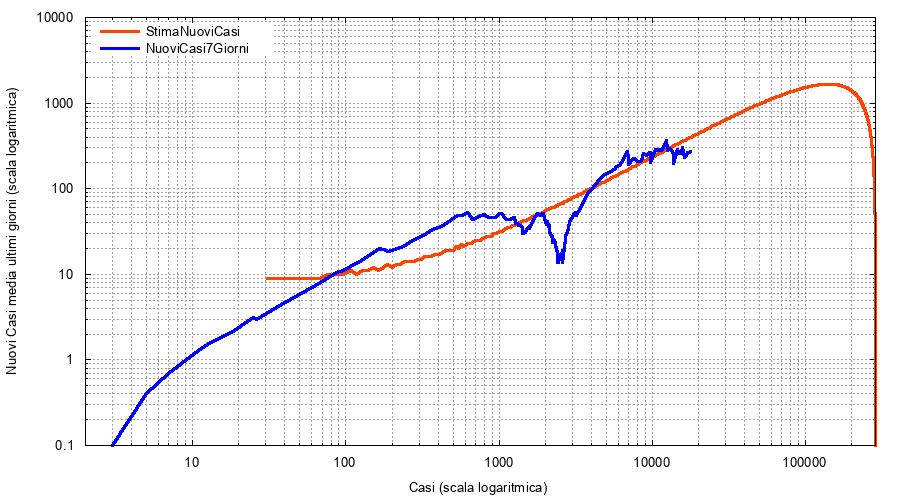 10000
1000
100
10
1
0.1
StimaNuoviCasi
NuoviCasi7Giorni
Nuovi Casi media ultimi giorni (scala logaritmica)
10
100
1000
10000
100000
Casi (scala logaritmica)